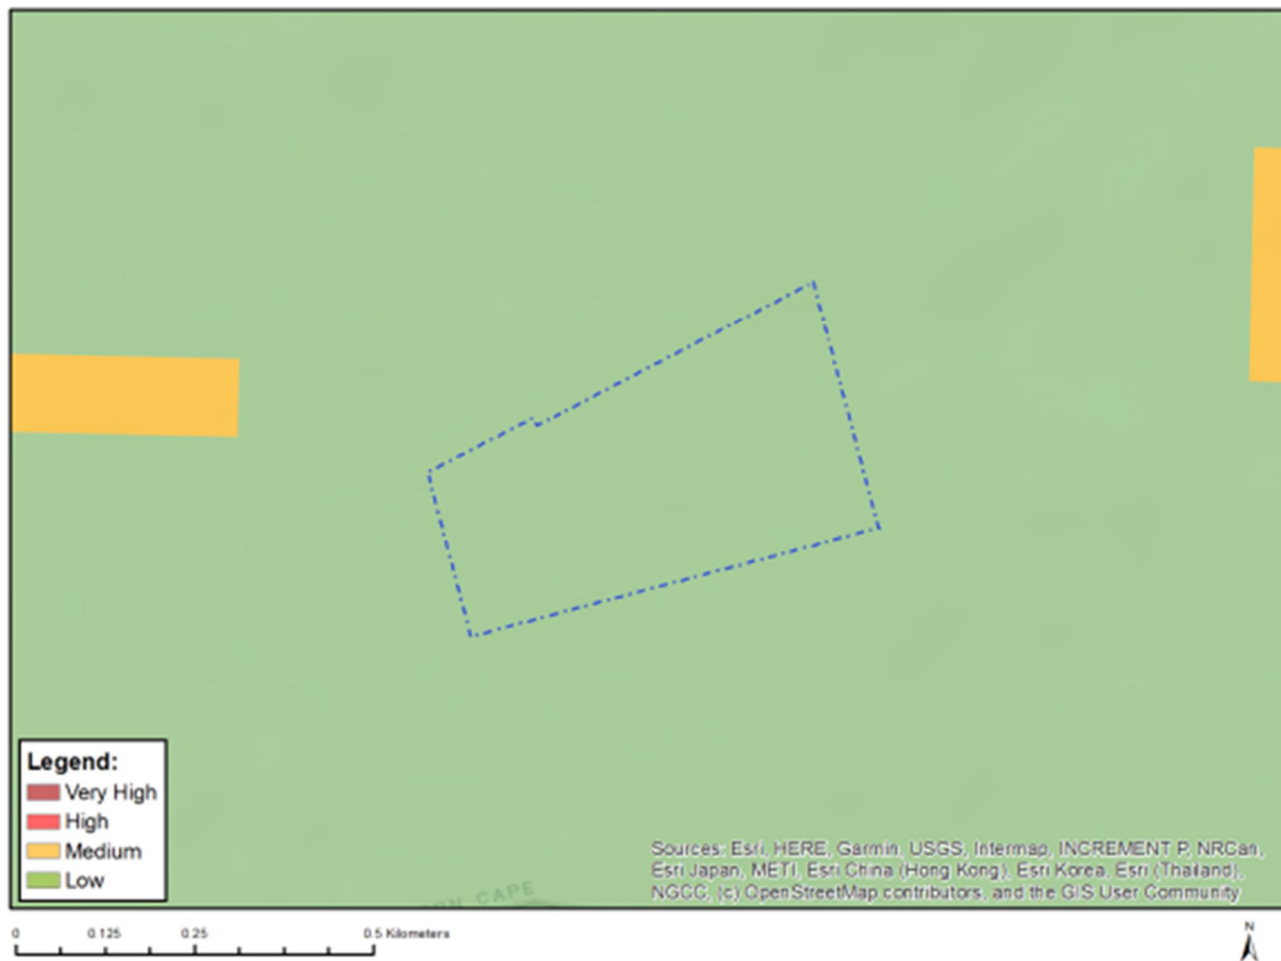 Legend:
Very High
High
Medium
Low
Sources: Esri, HERE, Garmin, USGS, Intermap, INCREMENT P, NRCan,
Esri Japan, METI, Esri China (Hong Kong), Esri Korea, Esri (Thailand),
NGCC, (c) OpenStreetMap contributors, and the GIS User Community
CAPE
0 0.125 0.25 0.5 Kilometers
N